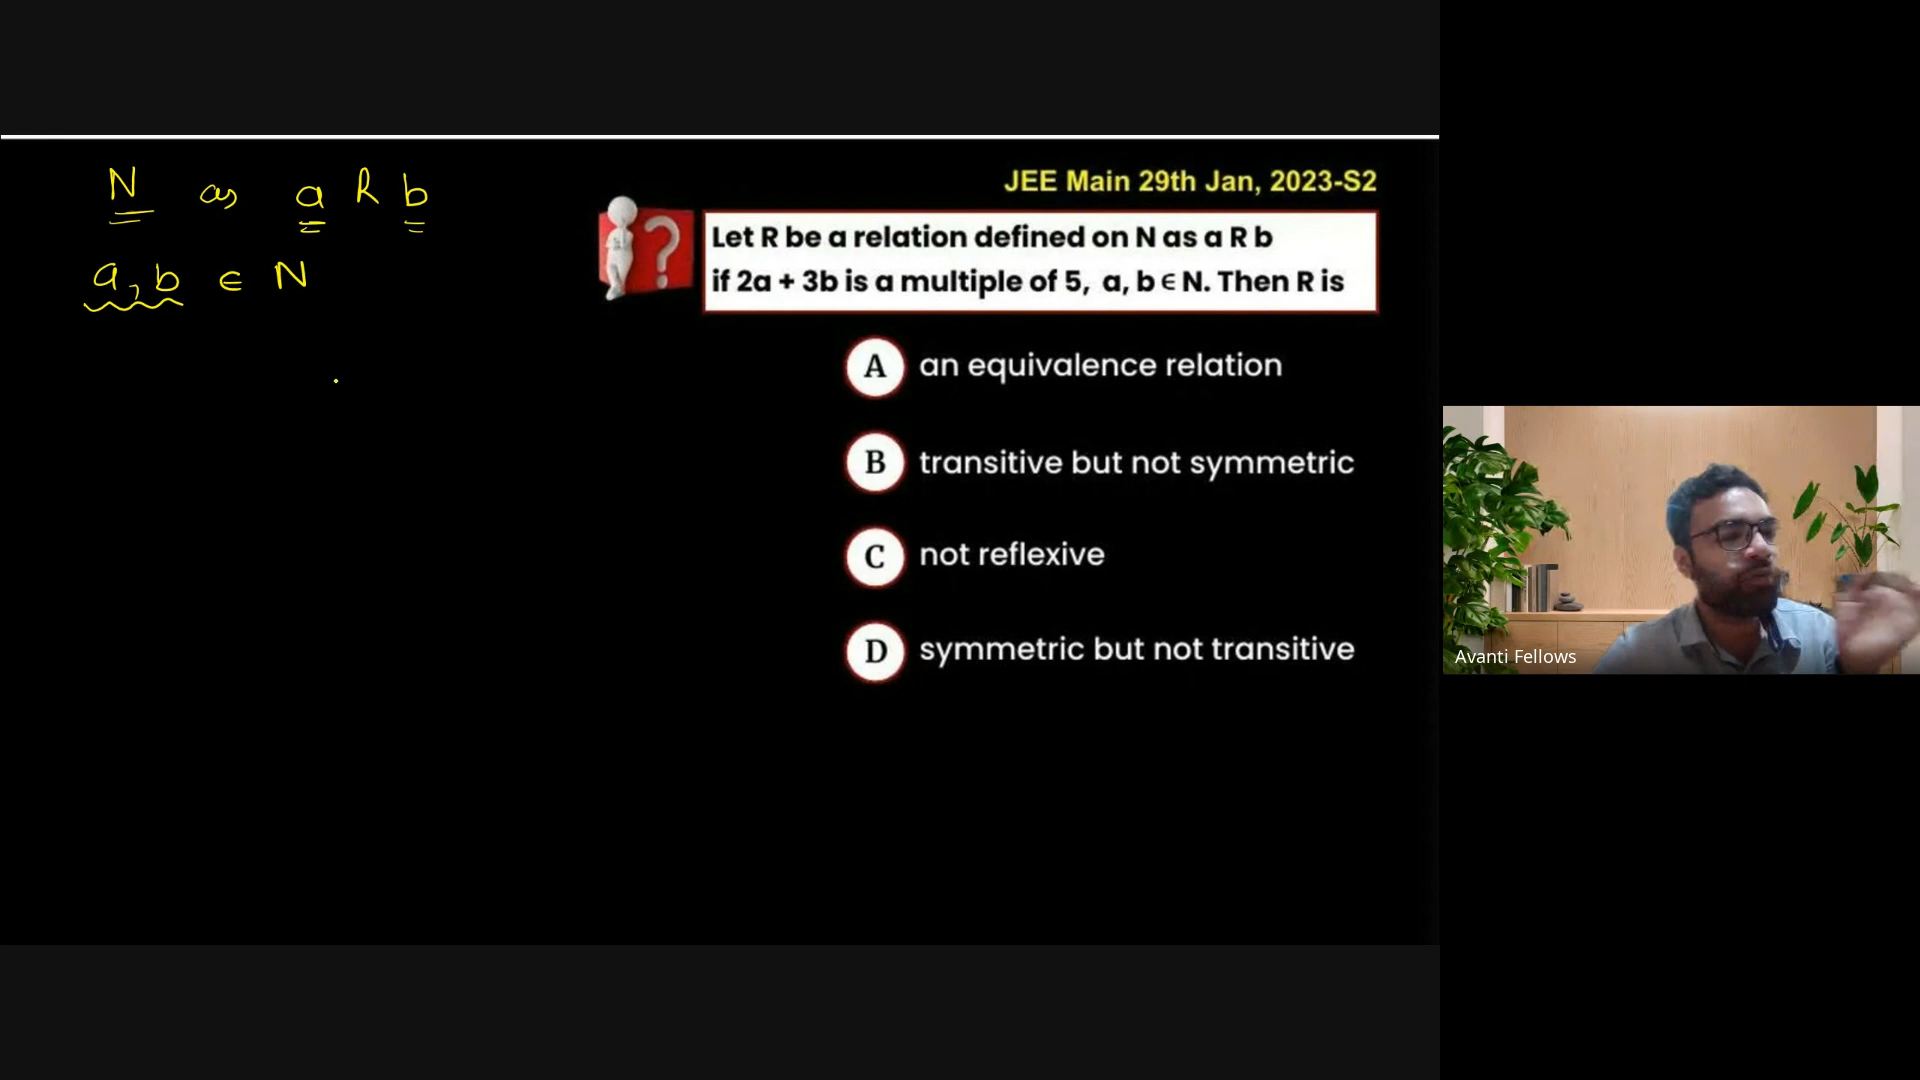 N as a R b
a, b ∈ N
JEE Main 29th Jan, 2023-S2
Let R be a relation defined on N as a R b
if 2a + 3b is a multiple of 5, a, b ∈ N. Then R is
A an equivalence relation
B transitive but not symmetric
C not reflexive
D symmetric but not transitive
Avanti Fellows